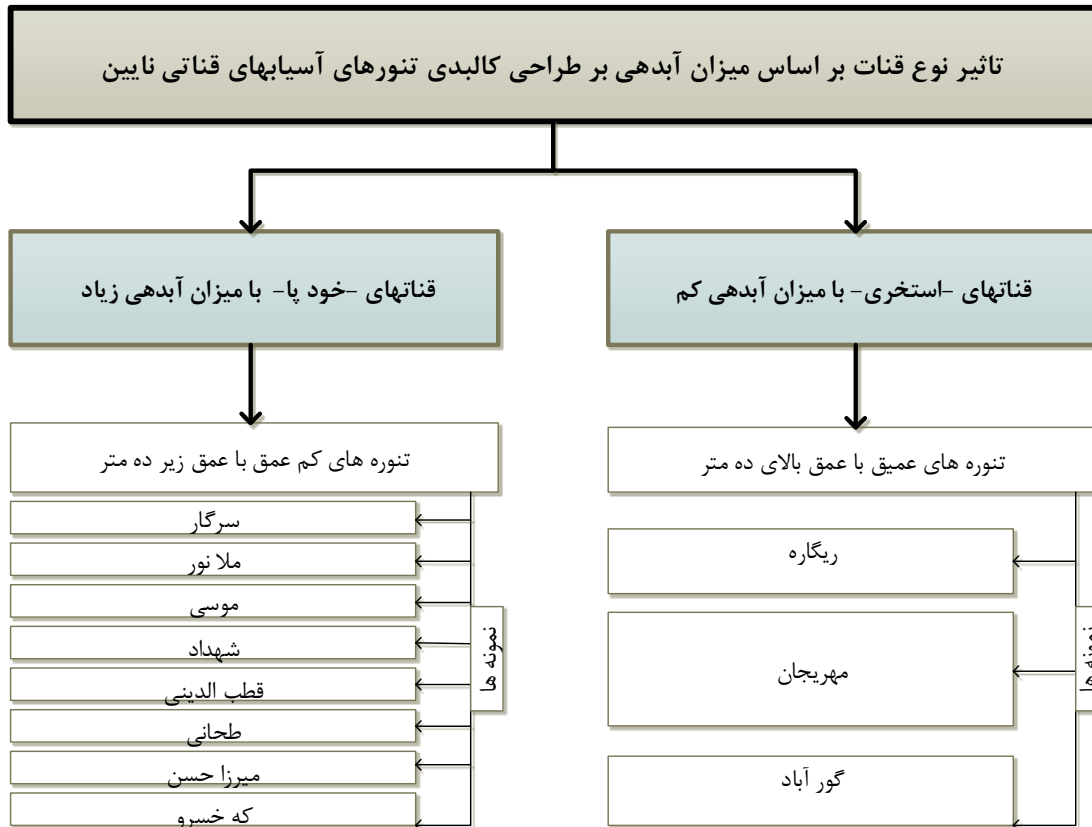 تاثیر نوع قنات بر اساس میزان آبدهی بر طراحی کالبدی تنورهای آسیابهای قناتی نایین
قناتهای -استخری- با میزان آبدهی کم
قناتهای -خود پا- با میزان آبدهی زیاد
تنوره های عمیق با عمق بالای ده متر
ریگاره
مهریجان
گور آباد
نمونه ها
تنوره های کم عمق با عمق زیر ده متر
سرگار
ملا نور
موسی
شهداد
قطب الدینی
طحانی
میرزا حسن
که خسرو
نمونه ها